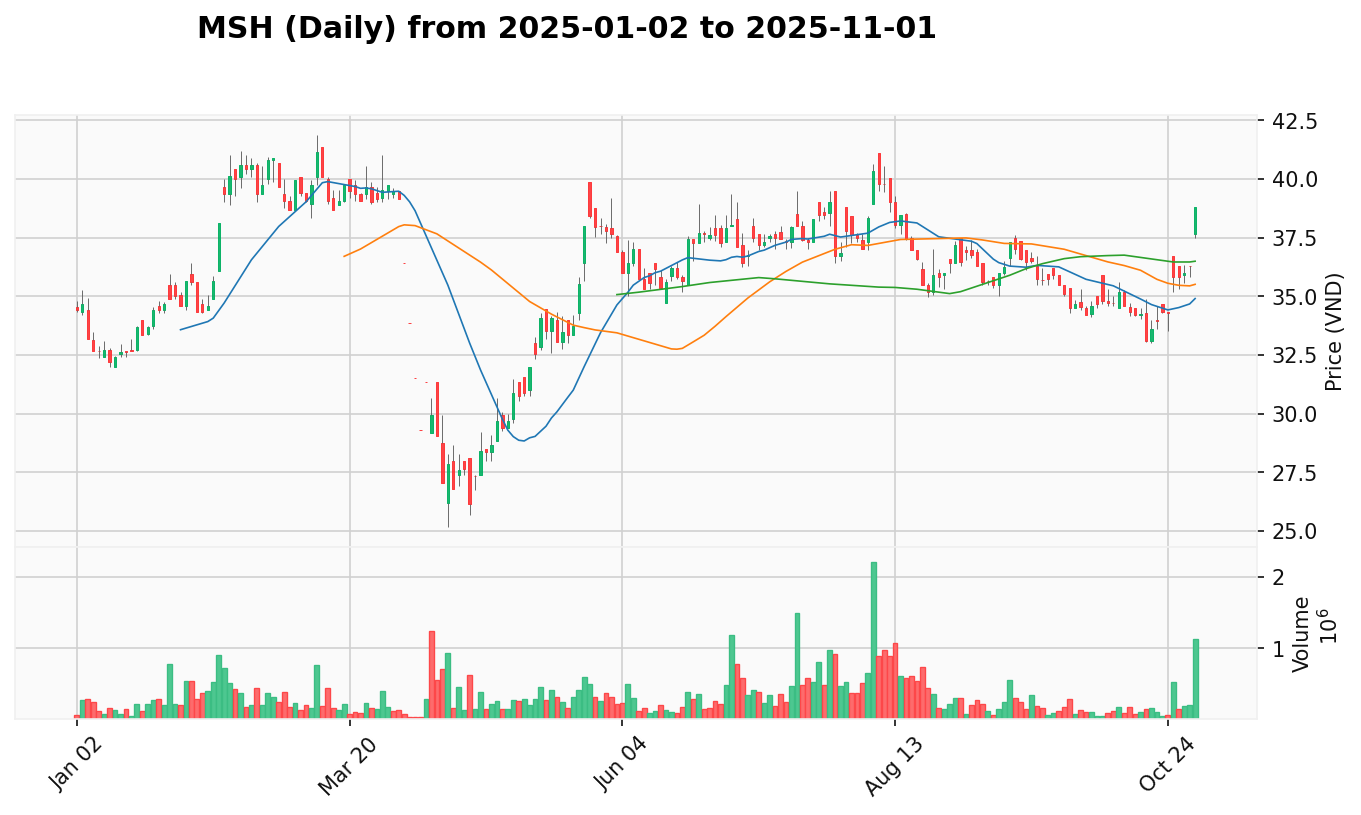 MSH (Daily) from 2025-01-02 to 2025-11-01
42.5
40.0
37.5
35.0
32.5
30.0
27.5
25.0
Price (VND)
2
1
Volume
10^6
Jan 02
Mar 20
Jun 04
Aug 13
Oct 24